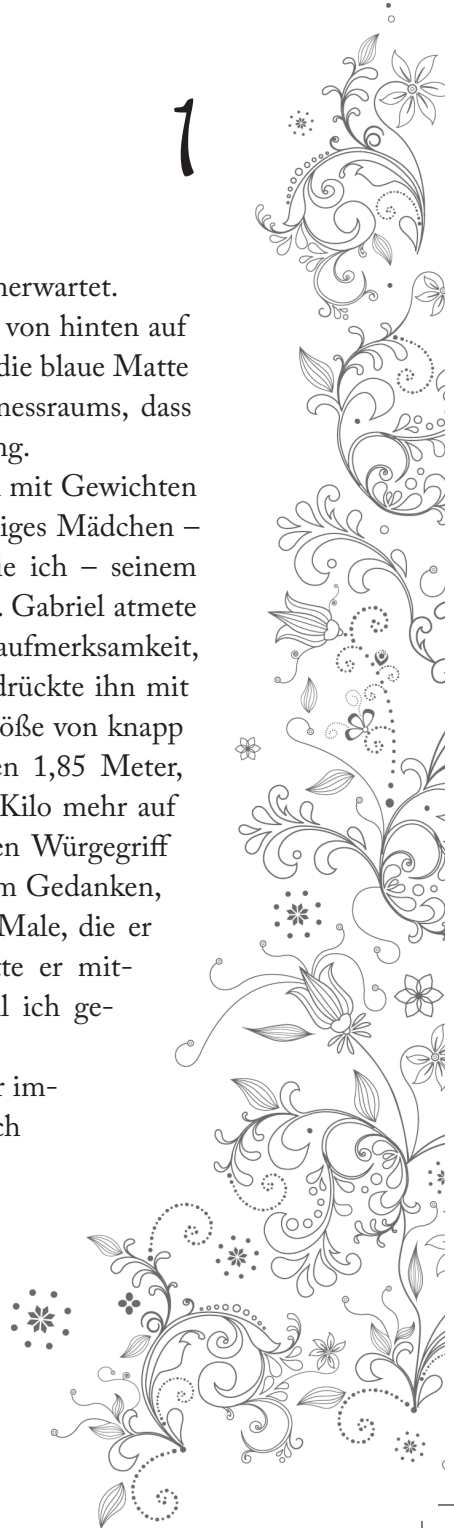 1
nerwartet.
von hinten auf
die blaue Matte
nessraums, dass
ng.
mit Gewichten
iges Mädchen –
ie ich – seinem
. Gabriel atmete
aufmerksamkeit,
drückte ihn mit
öße von knapp
en 1,85 Meter,
Kilo mehr auf
en Würgegriff
m Gedanken,
Male, die er
tte er mit-
l ich ge-
r im-
ch